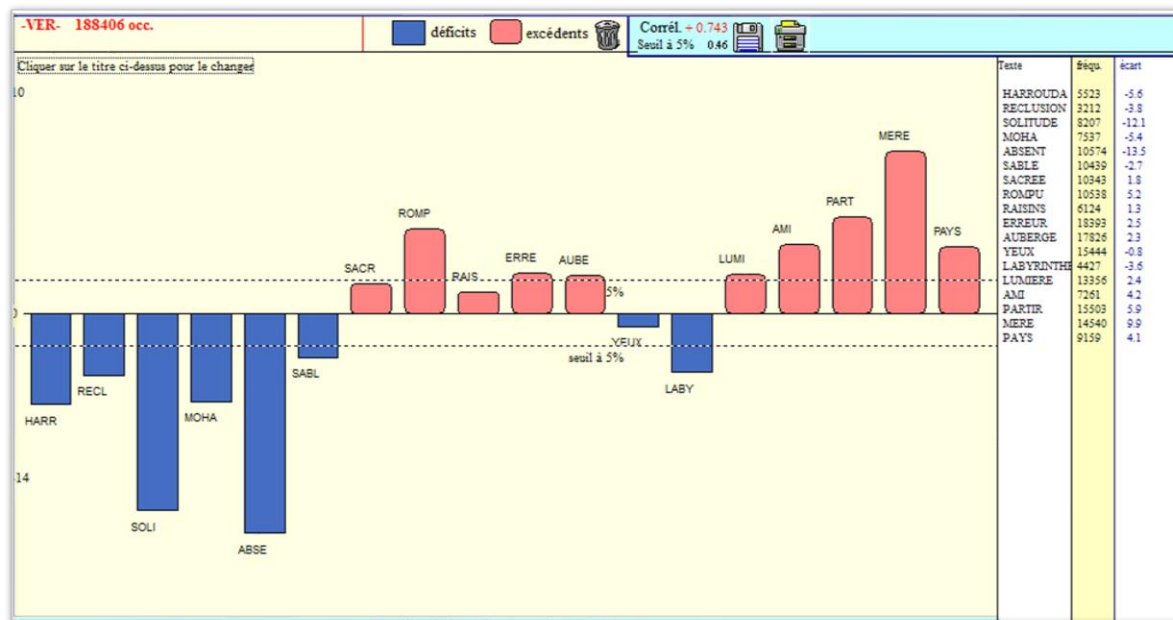 -VER- 188406 occ.
déficits
excédents
Corrél. + 0.743
Seuil à 5% 0.46
Cliquer sur le titre ci-dessus pour le changer
10
0
14
HARR
RECL
SOLI
MOHA
ABSE
SABL
SACR
ROMP
RAIS
ERRE
AUBE
5%
YEUX
seuil à 5%
LABY
LUMI
AMI
PART
MERE
PAYS
Texte fréqu. écart
HARROUDA 5523 -5.6
RECLUSION 3212 -3.8
SOLITUDE 8207 -12.1
MOHA 7537 -5.4
ABSENT 10574 -13.5
SABLE 10439 -2.7
SACREE 10343 1.8
ROMPU 10538 5.2
RAISINS 6124 1.3
ERREUR 18393 2.5
AUBERGE 17826 2.3
YEUX 15444 -0.8
LABYRINTHE 4427 -3.6
LUMIERE 13356 2.4
AMI 7261 4.2
PARTIR 15503 5.9
MERE 14540 9.9
PAYS 9159 4.1